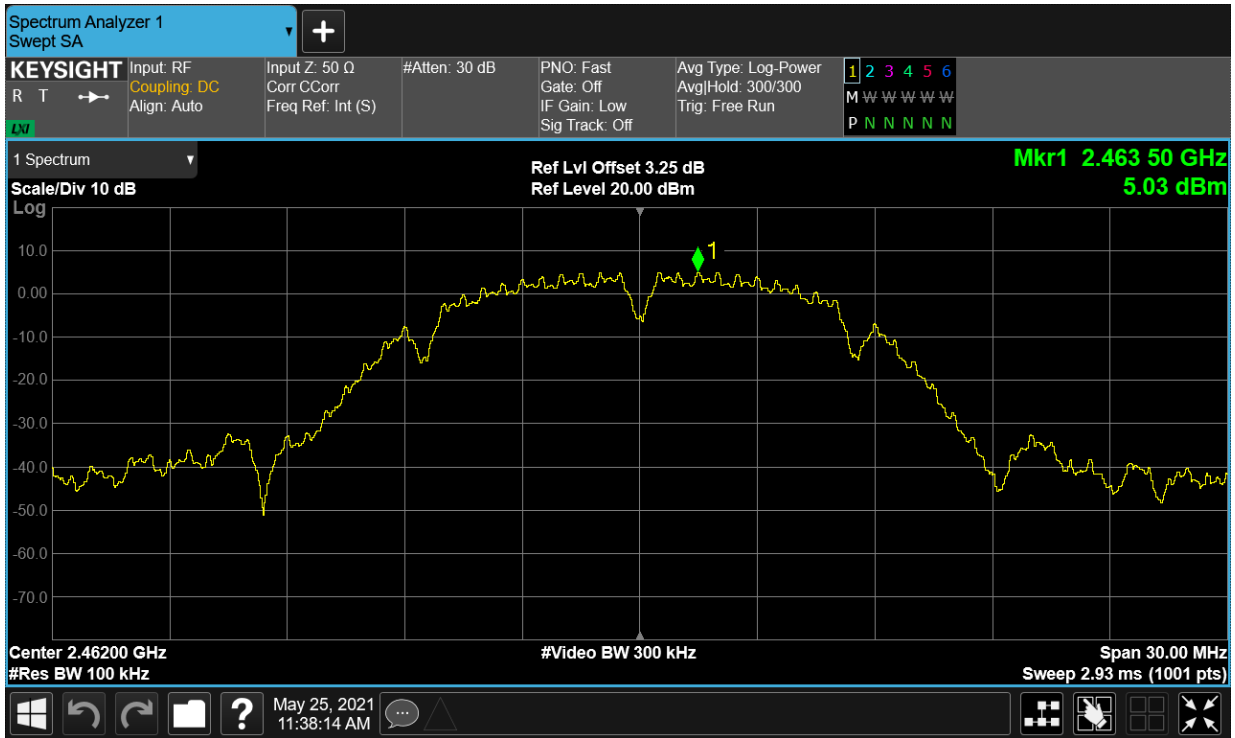 Spectrum Analyzer 1
Swept SA
KEYSIGHT
R T
LXI
Input: RF
Coupling: DC
Align: Auto
Input Z: 50 Ω
Corr CCorr
Freq Ref: Int (S)
#Atten: 30 dB
PNO: Fast
Gate: Off
IF Gain: Low
Sig Track: Off
Avg Type: Log-Power
Avg|Hold: 300/300
Trig: Free Run
1 2 3 4 5 6
M W W W W W
P N N N N N
1 Spectrum
Scale/Div 10 dB
Log
Ref Lvl Offset 3.25 dB
Ref Level 20.00 dBm
Mkr1 2.463 50 GHz
5.03 dBm
1
10.0
0.00
-10.0
-20.0
-30.0
-40.0
-50.0
-60.0
-70.0
Center 2.46200 GHz
#Res BW 100 kHz
#Video BW 300 kHz
Span 30.00 MHz
Sweep 2.93 ms (1001 pts)
?
May 25, 2021
11:38:14 AM